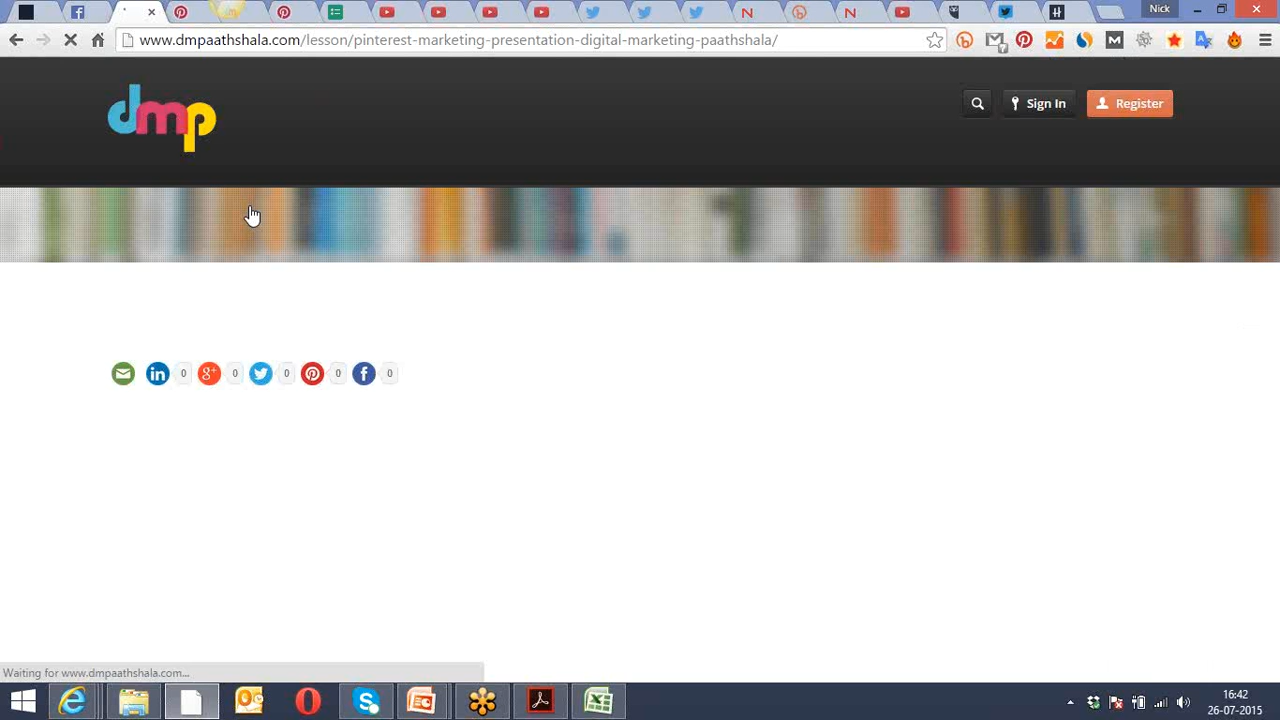 Nick
www.dmpaathshala.com/lesson/pinterest-marketing-presentation-digital-marketing-paathshala/
M
dmp
Sign In
Register
in 0 g+ 0 0 0 f 0
Waiting for www.dmpaathshala.com...
16:42
26-07-2015